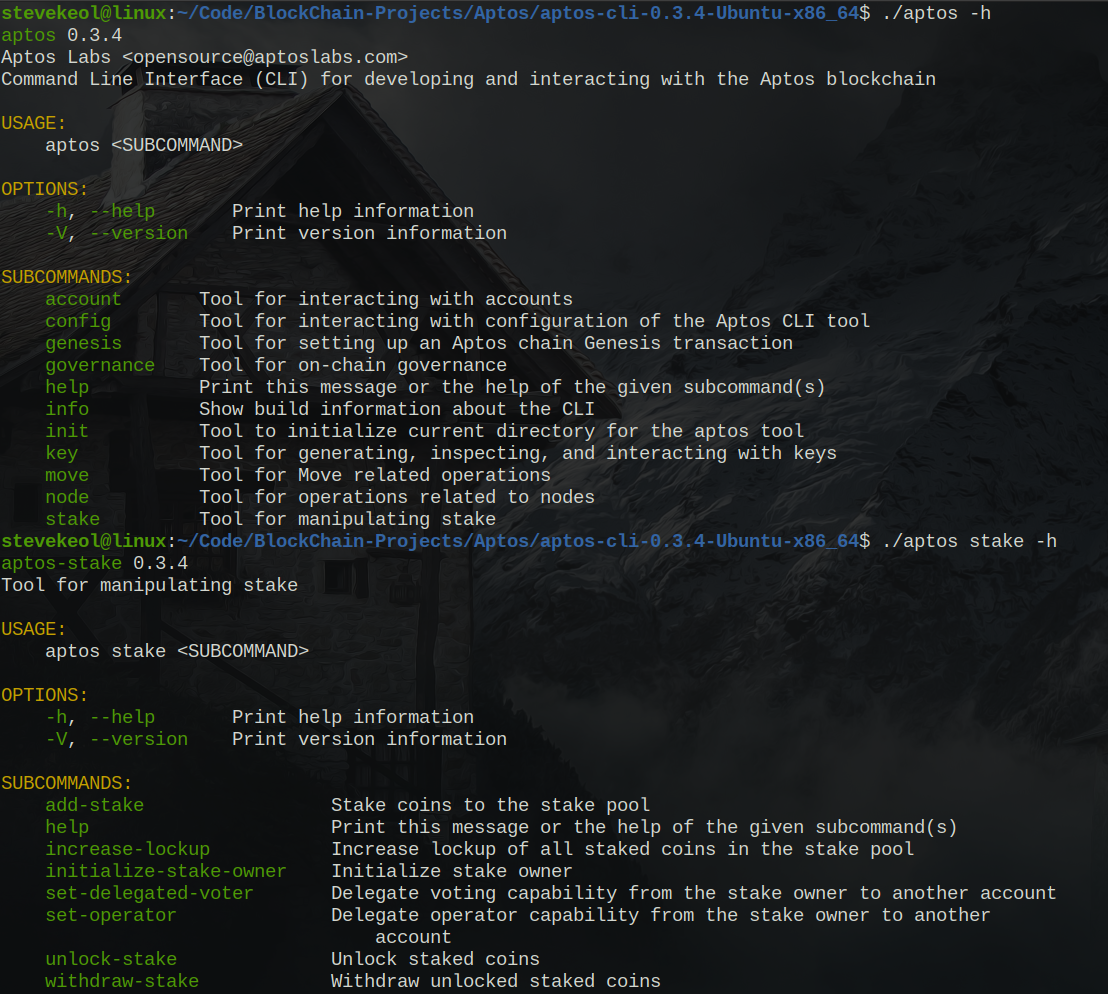 stevekeol@linux:~/Code/BlockChain-Projects/Aptos/aptos-cli-0.3.4-Ubuntu-x86_64$ ./aptos -h
aptos 0.3.4
Aptos Labs <opensource@aptoslabs.com>
Command Line Interface (CLI) for developing and interacting with the Aptos blockchain

USAGE:
    aptos <SUBCOMMAND>

OPTIONS:
    -h, --help       Print help information
    -V, --version    Print version information

SUBCOMMANDS:
    account       Tool for interacting with accounts
    config        Tool for interacting with configuration of the Aptos CLI tool
    genesis       Tool for setting up an Aptos chain Genesis transaction
    governance    Tool for on-chain governance
    help          Print this message or the help of the given subcommand(s)
    info          Show build information about the CLI
    init          Tool to initialize current directory for the aptos tool
    key           Tool for generating, inspecting, and interacting with keys
    move          Tool for Move related operations
    node          Tool for operations related to nodes
    stake         Tool for manipulating stake
stevekeol@linux:~/Code/BlockChain-Projects/Aptos/aptos-cli-0.3.4-Ubuntu-x86_64$ ./aptos stake -h
aptos-stake 0.3.4
Tool for manipulating stake

USAGE:
    aptos stake <SUBCOMMAND>

OPTIONS:
    -h, --help       Print help information
    -V, --version    Print version information

SUBCOMMANDS:
    add-stake                 Stake coins to the stake pool
    help                      Print this message or the help of the given subcommand(s)
    increase-lockup           Increase lockup of all staked coins in the stake pool
    initialize-stake-owner    Initialize stake owner
    set-delegated-voter       Delegate voting capability from the stake owner to another account
    set-operator              Delegate operator capability from the stake owner to another
                                  account
    unlock-stake              Unlock staked coins
    withdraw-stake            Withdraw unlocked staked coins